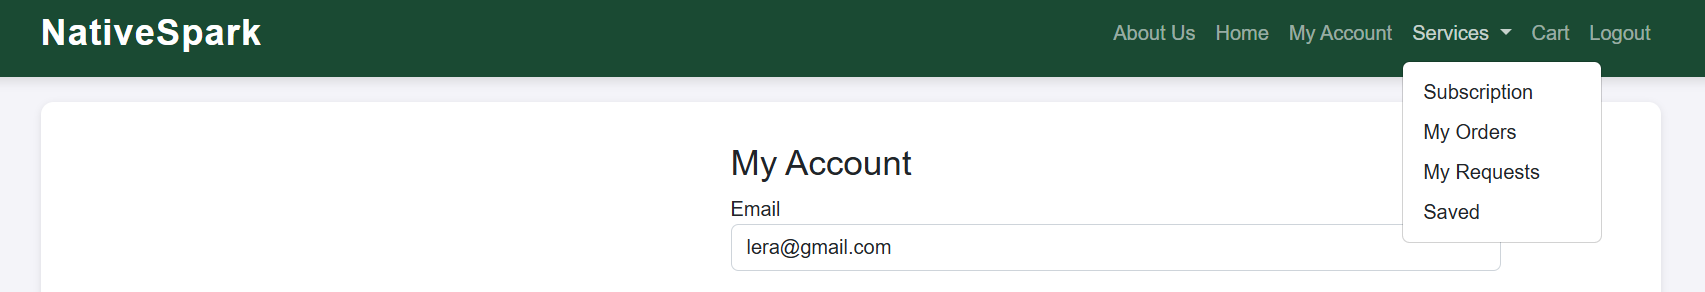 NativeSpark
About Us Home My Account Services Cart Logout
Subscription
My Orders
My Requests
Saved
My Account
Email
lera@gmail.com